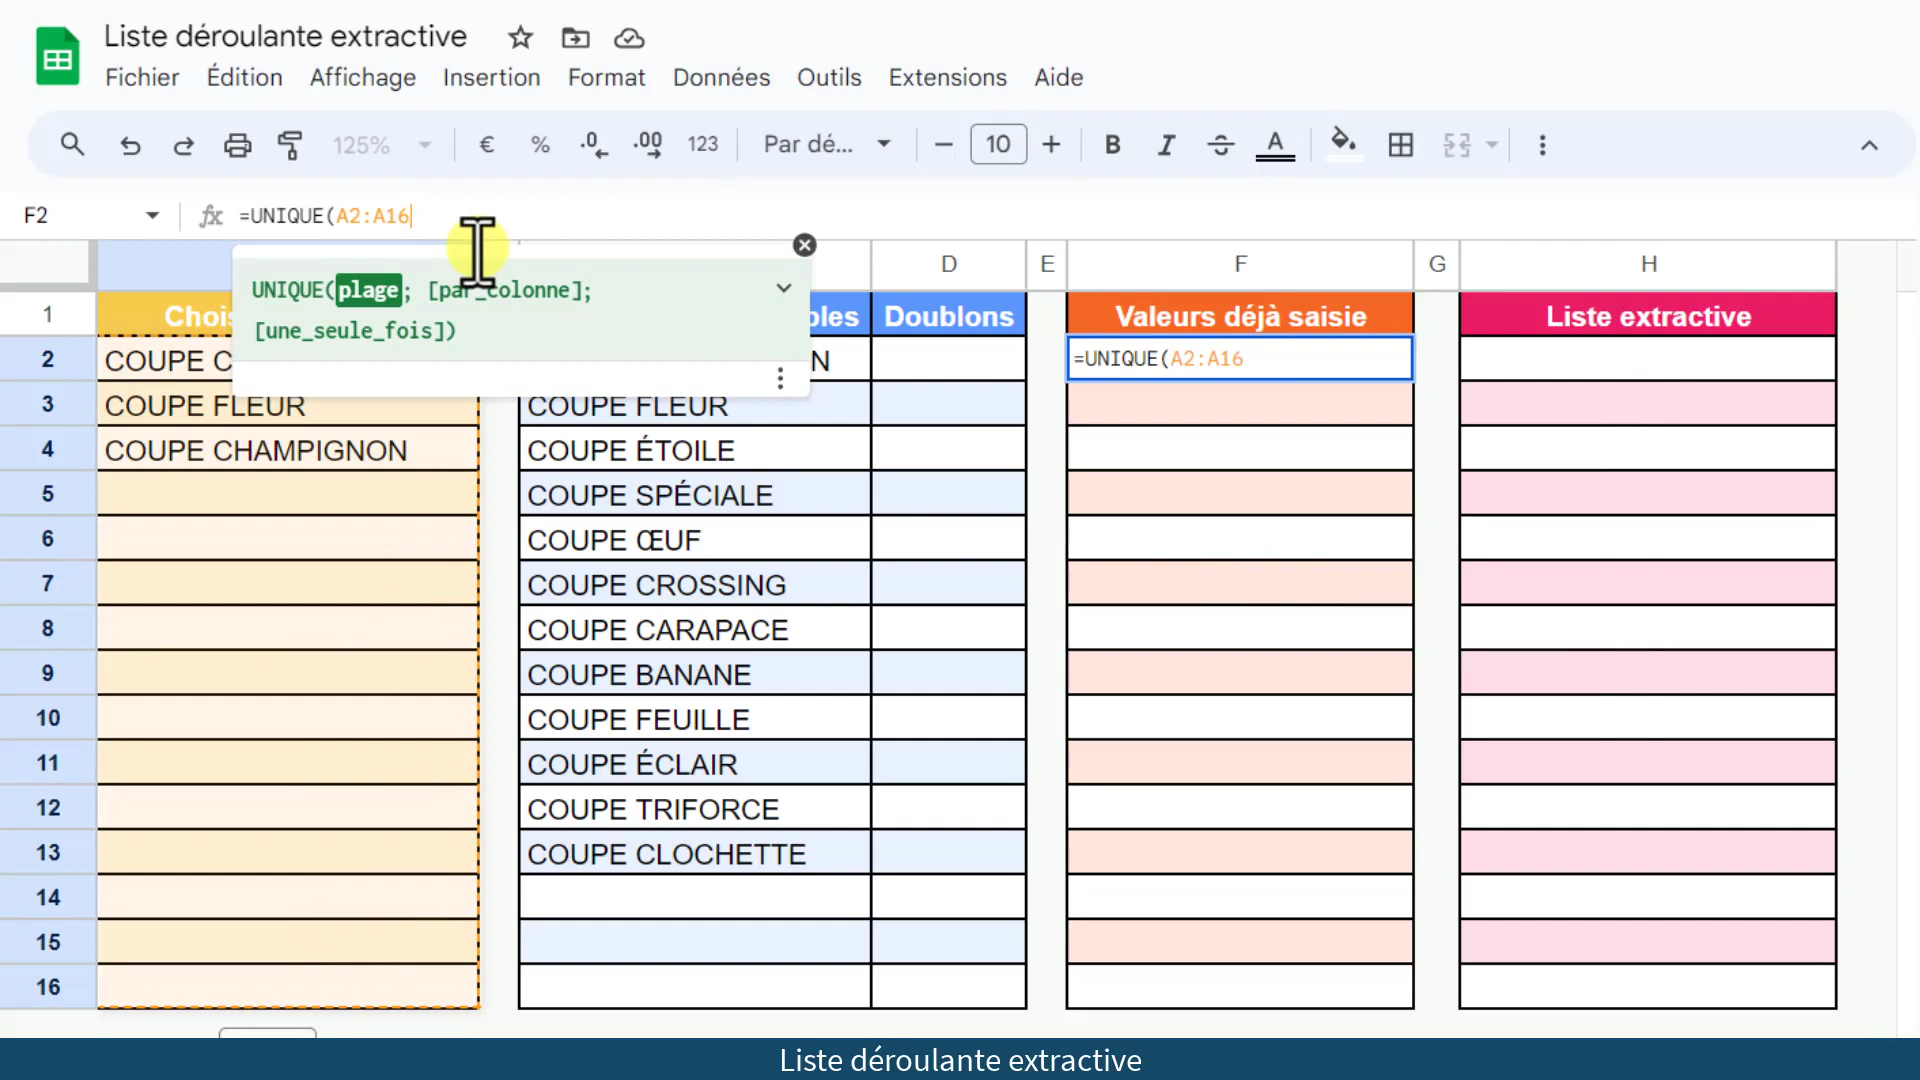 Liste déroulante extractive
Fichier Édition Affichage Insertion Format Données Outils Extensions Aide
125% € % .0 .00 123 Par dé... − 10 + B I A
F2 fx =UNIQUE(A2:A16
D E F G H
UNIQUE(plage; [par_colonne];
[une_seule_fois])
1 Chois bles Doublons Valeurs déjà saisie Liste extractive
2 COUPE C N =UNIQUE(A2:A16
3 COUPE FLEUR COUPE FLEUR
4 COUPE CHAMPIGNON COUPE ÉTOILE
5 COUPE SPÉCIALE
6 COUPE ŒUF
7 COUPE CROSSING
8 COUPE CARAPACE
9 COUPE BANANE
10 COUPE FEUILLE
11 COUPE ÉCLAIR
12 COUPE TRIFORCE
13 COUPE CLOCHETTE
14
15
16
Liste déroulante extractive